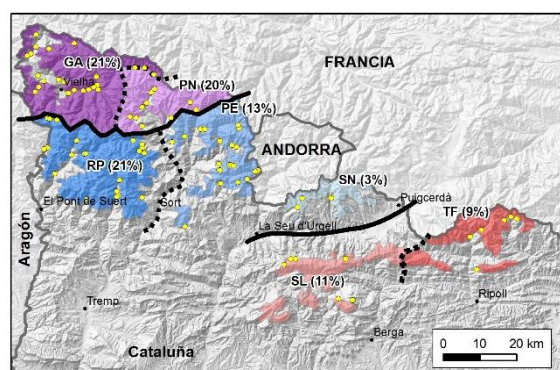 GA (21%)
FRANCIA
Vielha
PN (20%)
PE (13%)
ANDORRA
RP (21%)
SN (3%)
Puigcerdà
El Pont de Suert
Sort
TF (9%)
La Seu d'Urgell
Aragón
SL (11%)
Tremp
Ripoll
Berga
Cataluña
0 10 20 km